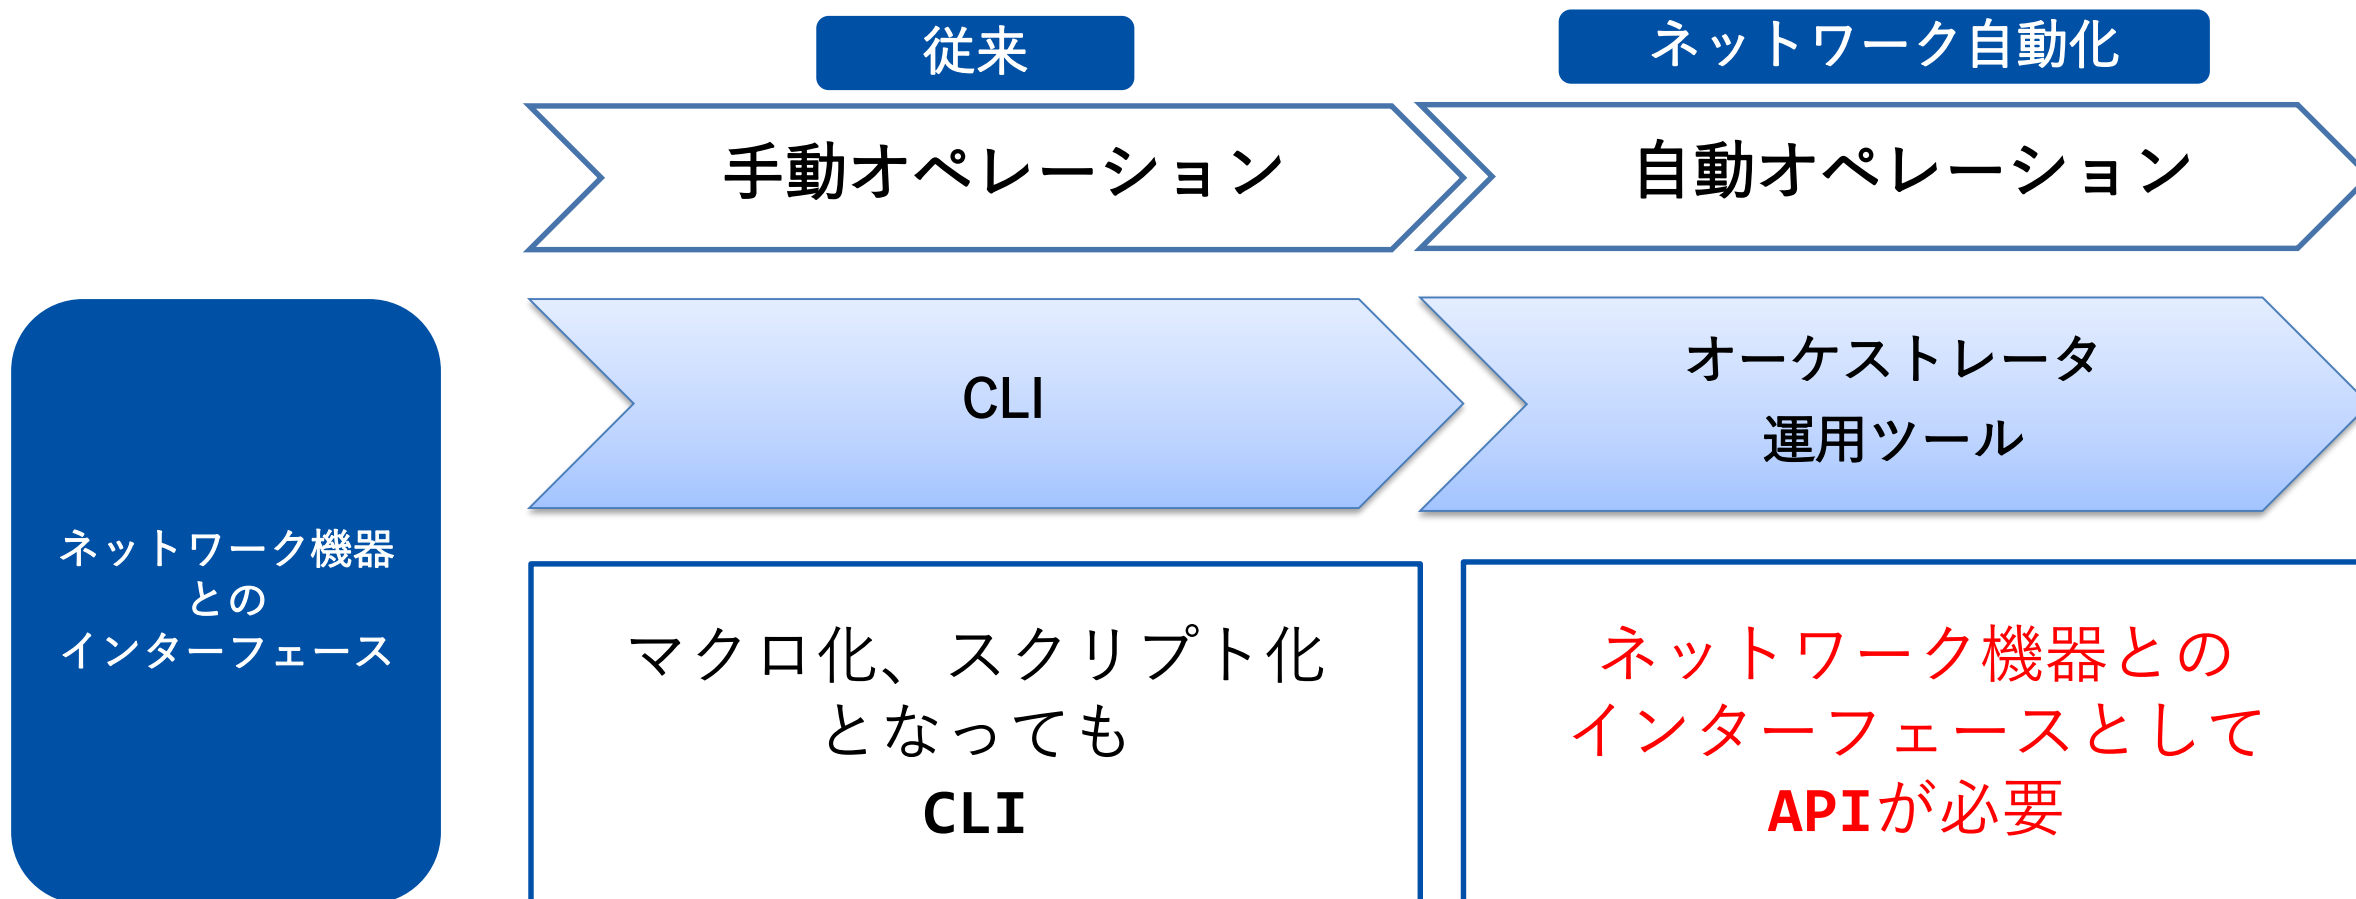 従来
ネットワーク自動化
手動オペレーション
自動オペレーション
CLI
オーケストレータ
運用ツール
ネットワーク機器
との
インターフェース
マクロ化、スクリプト化
となっても
CLI
ネットワーク機器との
インターフェースとして
APIが必要